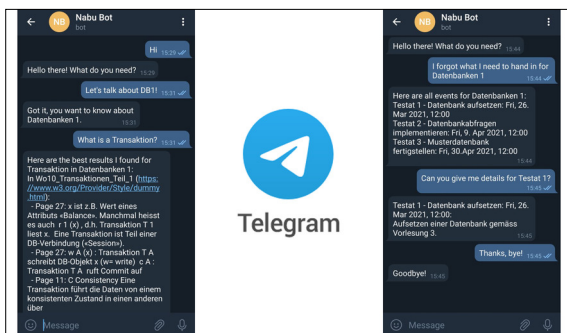 Nabu Bot
NB
bot
Hi 15:29
Hello there! What do you need? 15:29
Let's talk about DB1! 15:31
Got it, you want to know about
Datenbanken 1. 15:31
What is a Transaktion? 15:31
Here are the best results I found for
Transaktion in Datenbanken 1:
In Wo10_Transaktionen_Teil_1 (https:
//www.w3.org/Provider/Style/dummy
.html):
- Page 27: x ist z.B. Wert eines
Attributs «Balance». Manchmal heisst
es auch r 1 (x) , d.h. Transaktion T 1
liest x. Eine Transaktion ist Teil einer
DB-Verbindung («Session»).
- Page 27: w A (x) : Transaktion T A
schreibt DB-Objekt x (w= write) c A :
Transaktion T A ruft Commit auf
- Page 11: C Consistency Eine
Transaktion führt die Daten von einem
konsistenten Zustand in einen anderen
über
Message
Telegram
Nabu Bot
NB
bot
Hello there! What do you need? 15:44
I forgot what I need to hand in for
Datenbanken 1 15:44
Here are all events for Datenbanken 1:
Testat 1 - Datenbank aufsetzen: Fri, 26.
Mar 2021, 12:00
Testat 2 - Datenbankabfragen
implementieren: Fri, 9. Apr 2021, 12:00
Testat 3 - Musterdatenbank
fertigstellen: Fri, 30.Apr 2021, 12:00
15:44
Can you give me details for Testat 1?
15:45
Testat 1 - Datenbank aufsetzen: Fri, 26.
Mar 2021, 12:00:
Aufsetzen einer Datenbank gemäss
Vorlesung 3. 15:45
Thanks, bye! 15:45
Goodbye! 15:45
Message